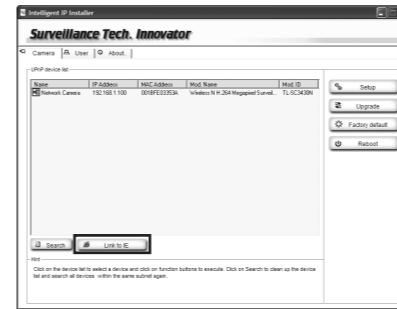 Intelligent IP Installer
Surveillance Tech. Innovator
Camera User About..
UPnP device list
Name IP Address MAC Address Mod. Name Mod. ID
Network Camera 192.168.1.100 001BFE03353A Wireless N H.264 Megapixel Surveil... TL-SC3430N
Setup
Upgrade
Factory default
Reboot
Search Link to IE
Hint
Click on the device list to select a device and click on function buttons to execute. Click on Search to clean up the device
list and search all devices within the same subnet again.